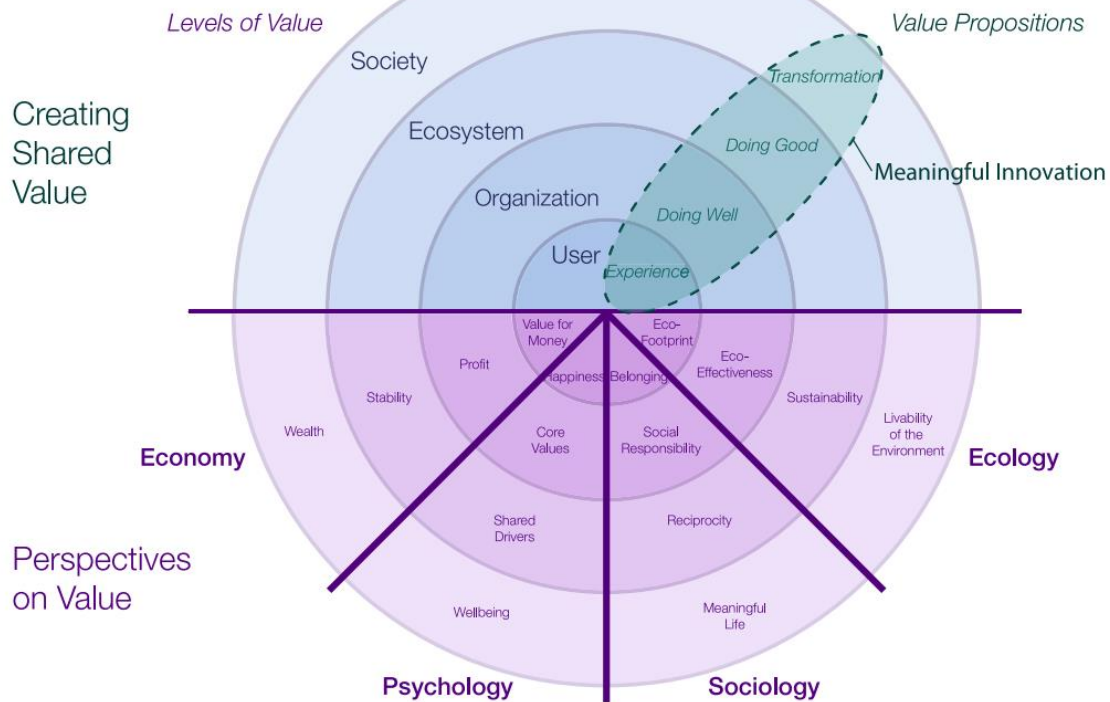 Levels of Value
Value Propositions
Society
Transformation
Creating
Shared
Value
Ecosystem
Doing Good
Meaningful Innovation
Organization
Doing Well
User
Experience
Value for
Money
Eco-
Footprint
Profit
Eco-
Effectiveness
Happiness
Belonging
Stability
Sustainability
Wealth
Core
Values
Social
Responsibility
Livability
of the
Environment
Economy
Ecology
Shared
Drivers
Reciprocity
Perspectives
on Value
Wellbeing
Meaningful
Life
Psychology
Sociology